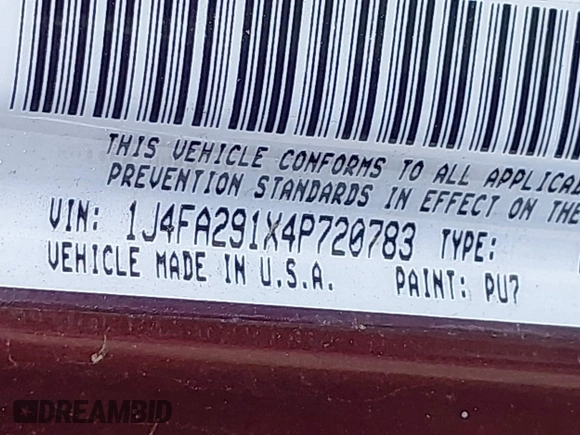 THIS VEHICLE CONFORMS TO ALL APPLICA
PREVENTION STANDARDS IN EFFECT ON THE
VIN: 1J4FA291X4P720783 TYPE:
VEHICLE MADE IN U.S.A. PAINT: PU7
DREAMBID